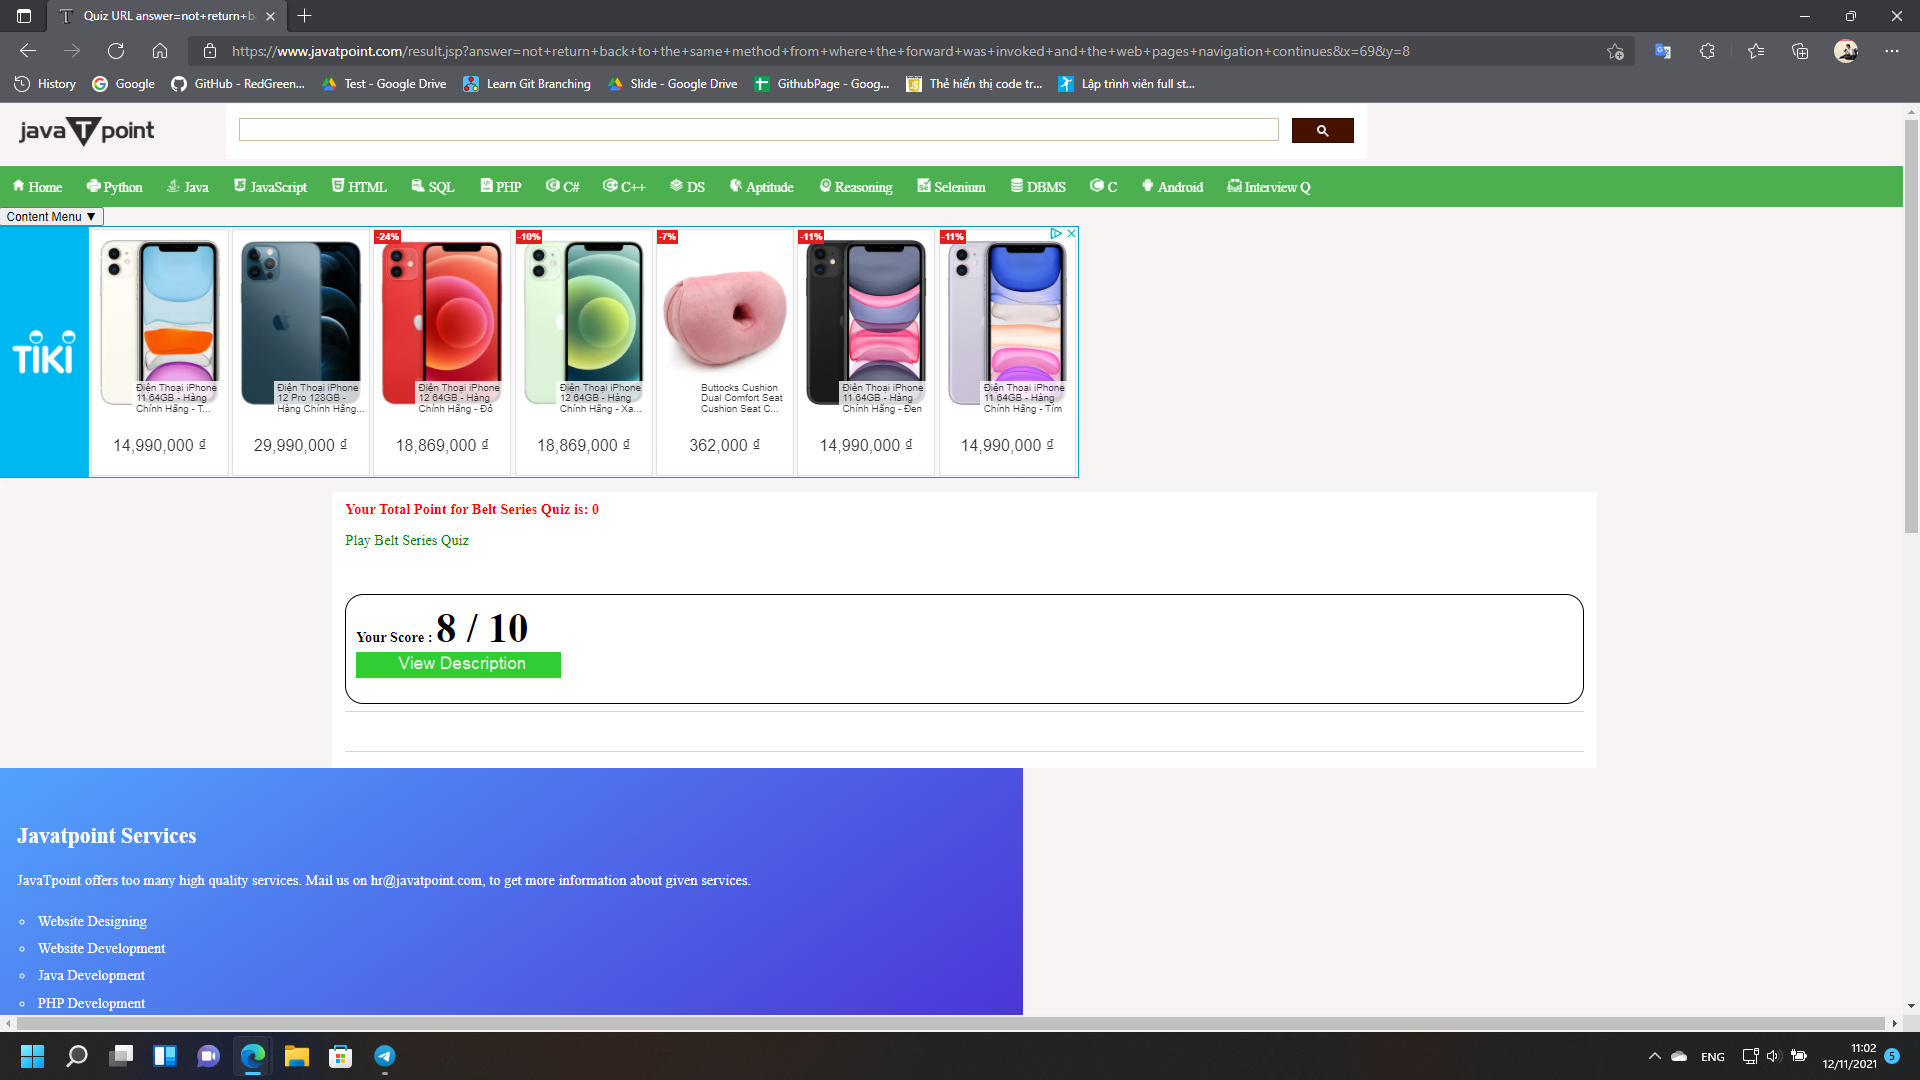 Quiz URL answer=not+return+b
https://www.javatpoint.com/result.jsp?answer=not+return+back+to+the+same+method+from+where+the+forward+was+invoked+and+the+web+pages+navigation+continues&x=69&y=8
History Google GitHub - RedGreen... Test - Google Drive Learn Git Branching Slide - Google Drive GithubPage - Goog... Thẻ hiển thị code tr... Lập trình viên full st...
javaTpoint
Home Python Java JavaScript HTML SQL PHP C# C++ DS Aptitude Reasoning Selenium DBMS C Android Interview Q
Content Menu ▼
-24% -10% -7% -11% -11%
TIKI
Điện Thoại iPhone
11 64GB - Hàng
Chính Hãng - T...
14,990,000 ₫
Điện Thoại iPhone
12 Pro 128GB -
Hàng Chính Hãng...
29,990,000 ₫
Điện Thoại iPhone
12 64GB - Hàng
Chính Hãng - Đỏ
18,869,000 ₫
Điện Thoại iPhone
12 64GB - Hàng
Chính Hãng - Xa...
18,869,000 ₫
Buttocks Cushion
Dual Comfort Seat
Cushion Seat C...
362,000 ₫
Điện Thoại iPhone
11 64GB - Hàng
Chính Hãng - Đen
14,990,000 ₫
Điện Thoại iPhone
11 64GB - Hàng
Chính Hãng - Tím
14,990,000 ₫
Your Total Point for Belt Series Quiz is: 0
Play Belt Series Quiz
Your Score : 8 / 10
View Description
Javatpoint Services
JavaTpoint offers too many high quality services. Mail us on hr@javatpoint.com, to get more information about given services.
Website Designing
Website Development
Java Development
PHP Development
ENG
11:02
12/11/2021
5